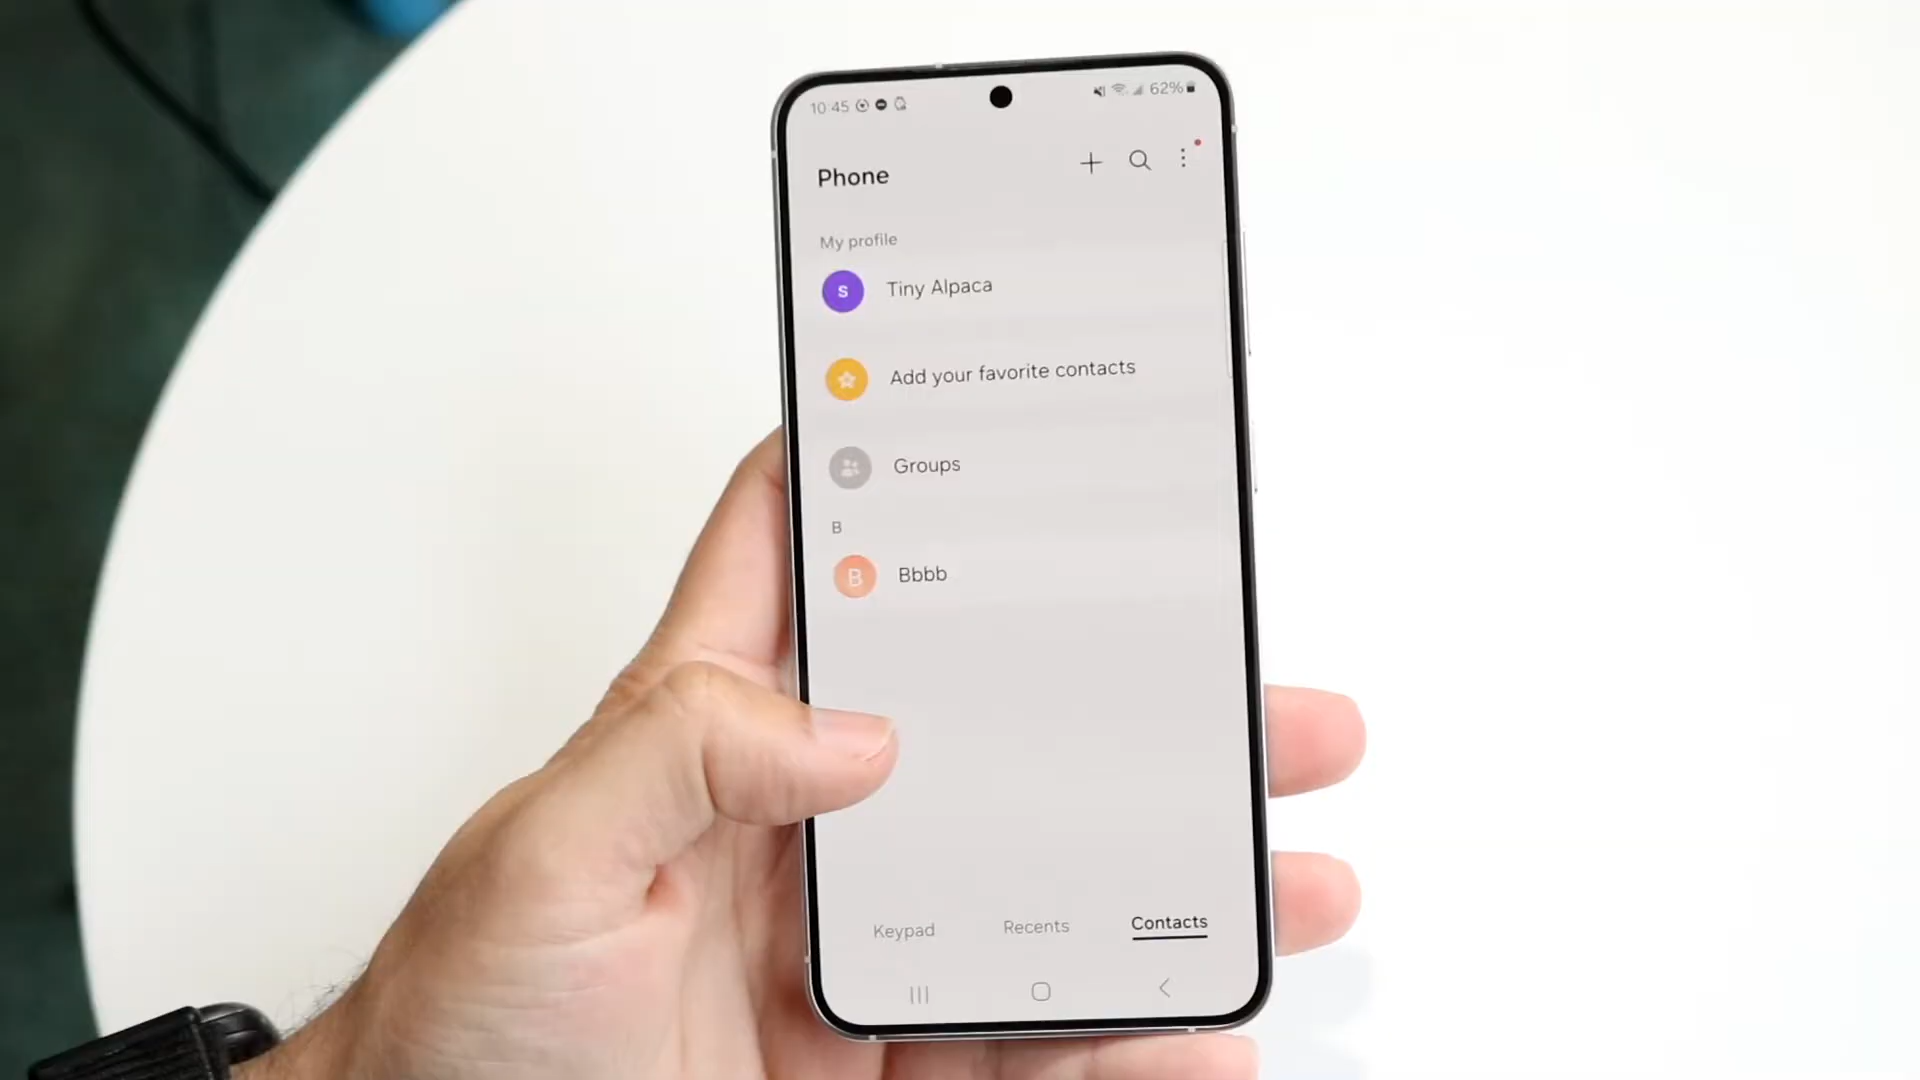 10:45 62%
Phone
My profile
S Tiny Alpaca
Add your favorite contacts
Groups
B
B Bbbb
Keypad Recents Contacts